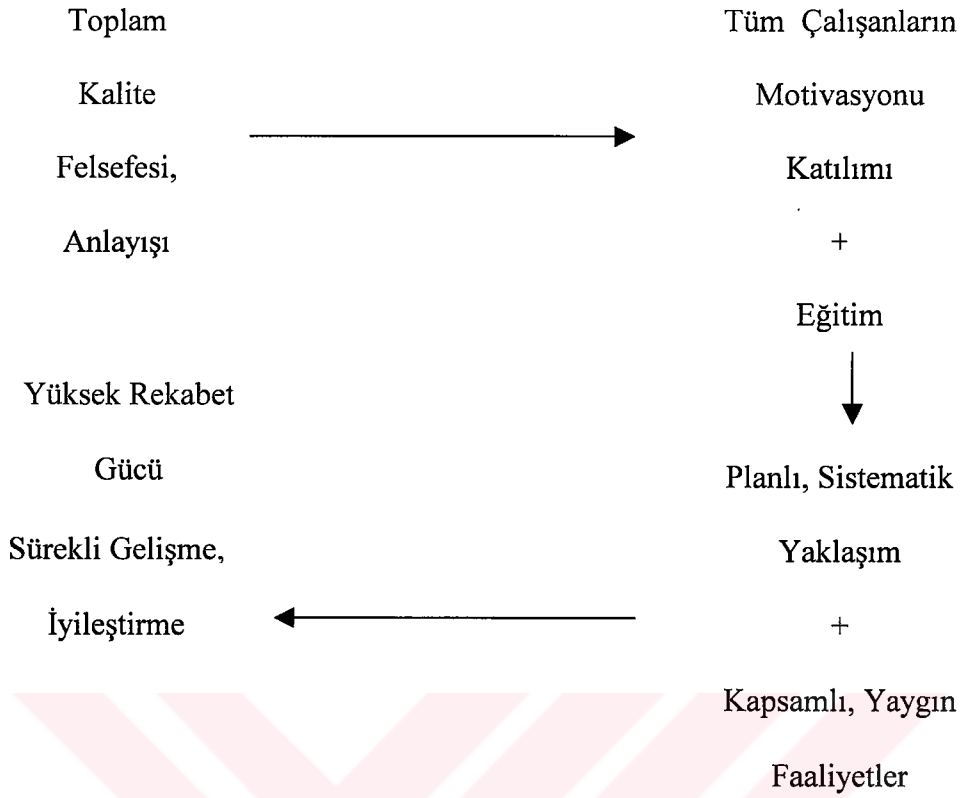 Toplam
Kalite
Felsefesi,
Anlayışı
Tüm Çalışanların
Motivasyonu
Katılımı
+
Eğitim
Planlı, Sistematik
Yaklaşım
+
Kapsamlı, Yaygın
Faaliyetler
Yüksek Rekabet
Gücü
Sürekli Gelişme,
İyileştirme